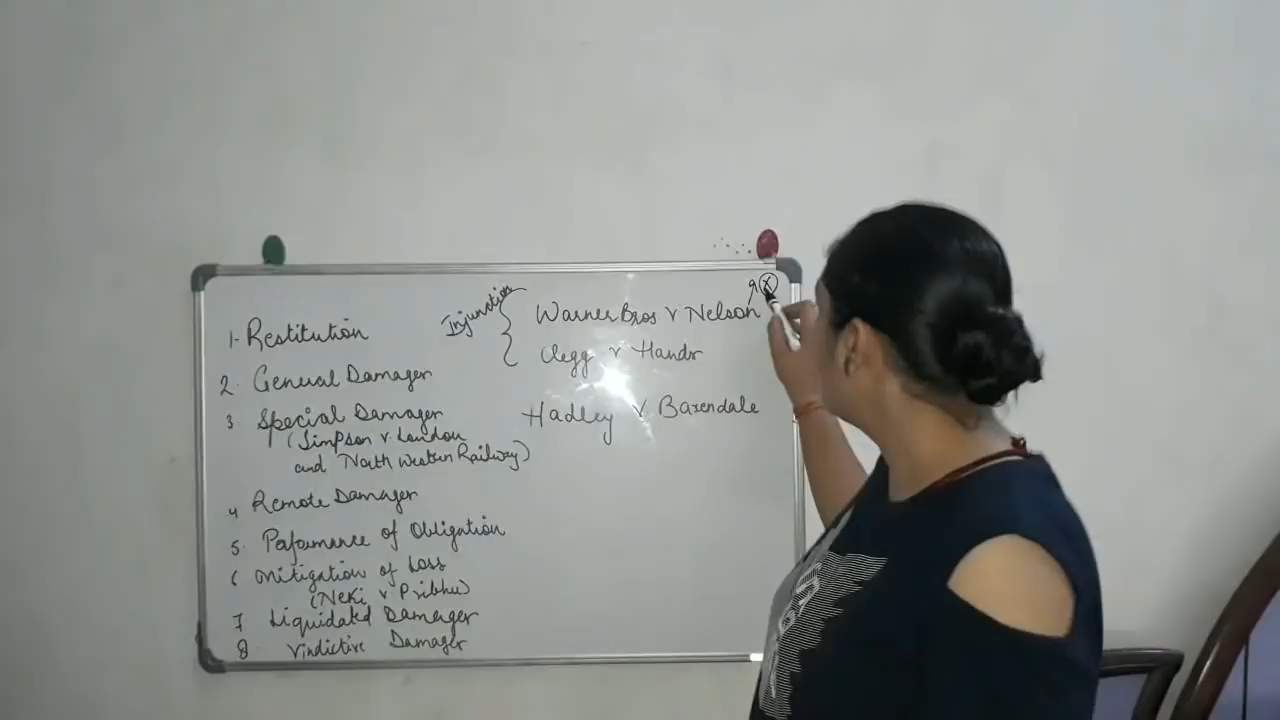 1. Restitution
2. General Damages
3 Special Damages
(Simpson v London
and North Western Railway)
4 Remote Damages
5. Performance of Obligation
6 Mitigation of Loss
(Neki v Pribhu)
7 Liquidated Damages
8 Vindictive Damages
Injunction
Warner Bros v Nelson
Clegg v Hands
Hadley v Baxendale